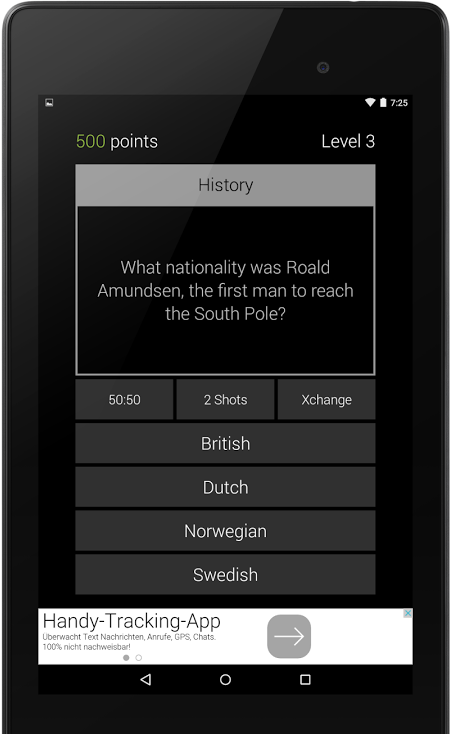 7:25
500 points Level 3
History
What nationality was Roald
Amundsen, the first man to reach
the South Pole?
50:50 2 Shots Xchange
British
Dutch
Norwegian
Swedish
Handy-Tracking-App
Überwacht Text Nachrichten, Anrufe, GPS, Chats.
100% nicht nachweisbar!